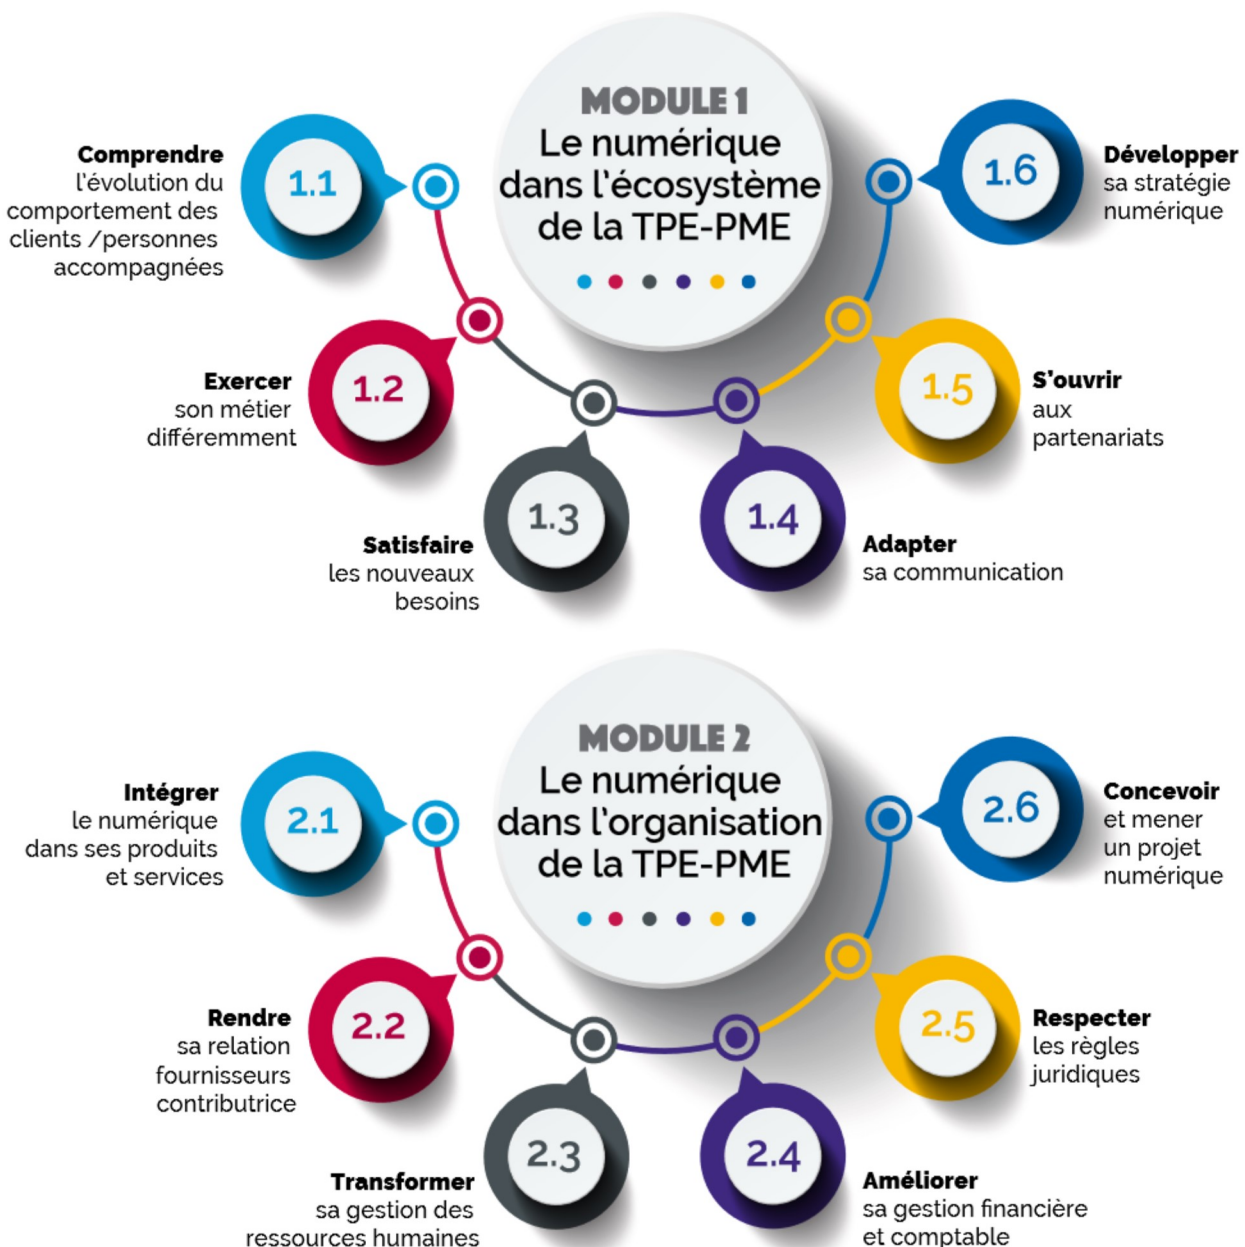 MODULE 1
Le numérique
dans l'écosystème
de la TPE-PME
1.1
Comprendre
l'évolution du
comportement des
clients /personnes
accompagnées
1.2
Exercer
son métier
différemment
1.3
Satisfaire
les nouveaux
besoins
1.4
Adapter
sa communication
1.5
S'ouvrir
aux
partenariats
1.6
Développer
sa stratégie
numérique
MODULE 2
Le numérique
dans l'organisation
de la TPE-PME
2.1
Intégrer
le numérique
dans ses produits
et services
2.2
Rendre
sa relation
fournisseurs
contributrice
2.3
Transformer
sa gestion des
ressources humaines
2.4
Améliorer
sa gestion financière
et comptable
2.5
Respecter
les règles
juridiques
2.6
Concevoir
et mener
un projet
numérique